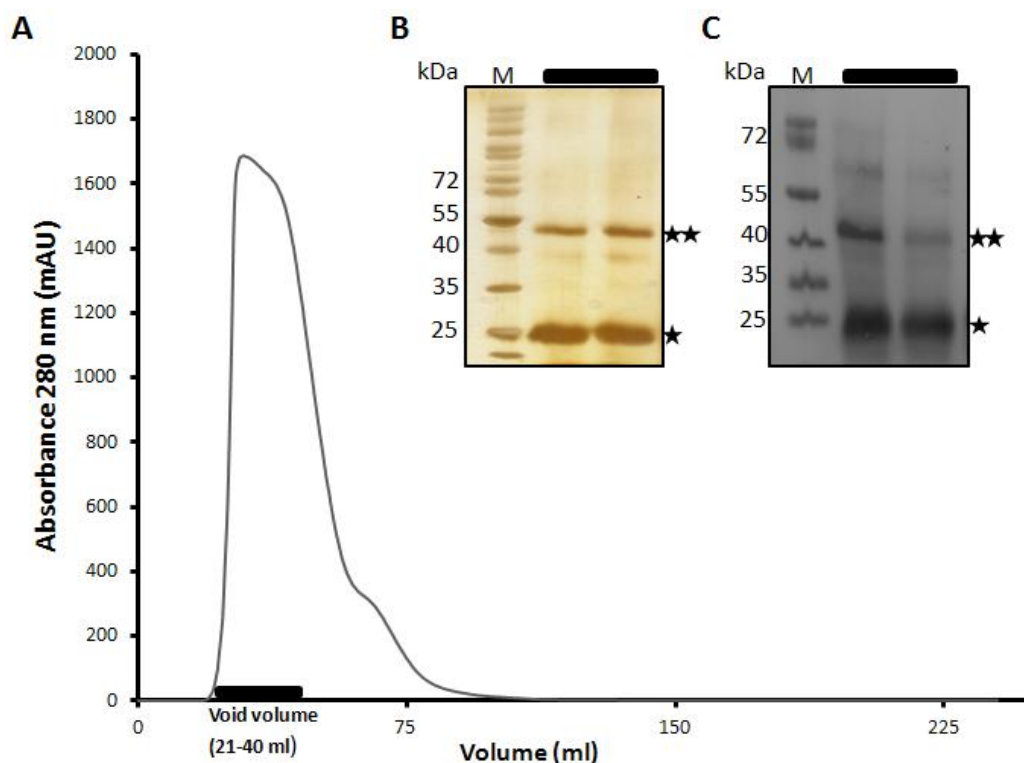 A
B
C
Absorbance 280 nm (mAU)
2000
1800
1600
1400
1200
1000
800
600
400
200
0
0
75
150
225
Void volume
(21-40 ml)
Volume (ml)
kDa
M
72
55
40
35
25
★★
★
kDa
M
72
55
40
35
25
★★
★